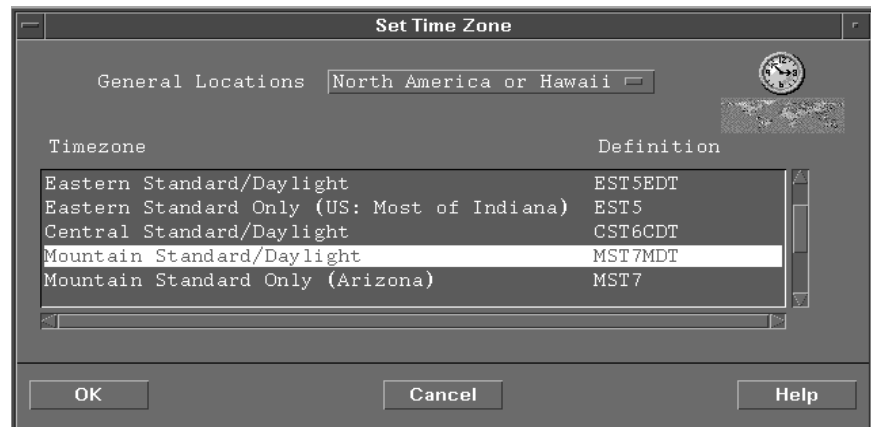 Set Time Zone
General Locations North America or Hawaii
Timezone Definition
Eastern Standard/Daylight EST5EDT
Eastern Standard Only (US: Most of Indiana) EST5
Central Standard/Daylight CST6CDT
Mountain Standard/Daylight MST7MDT
Mountain Standard Only (Arizona) MST7
OK Cancel Help